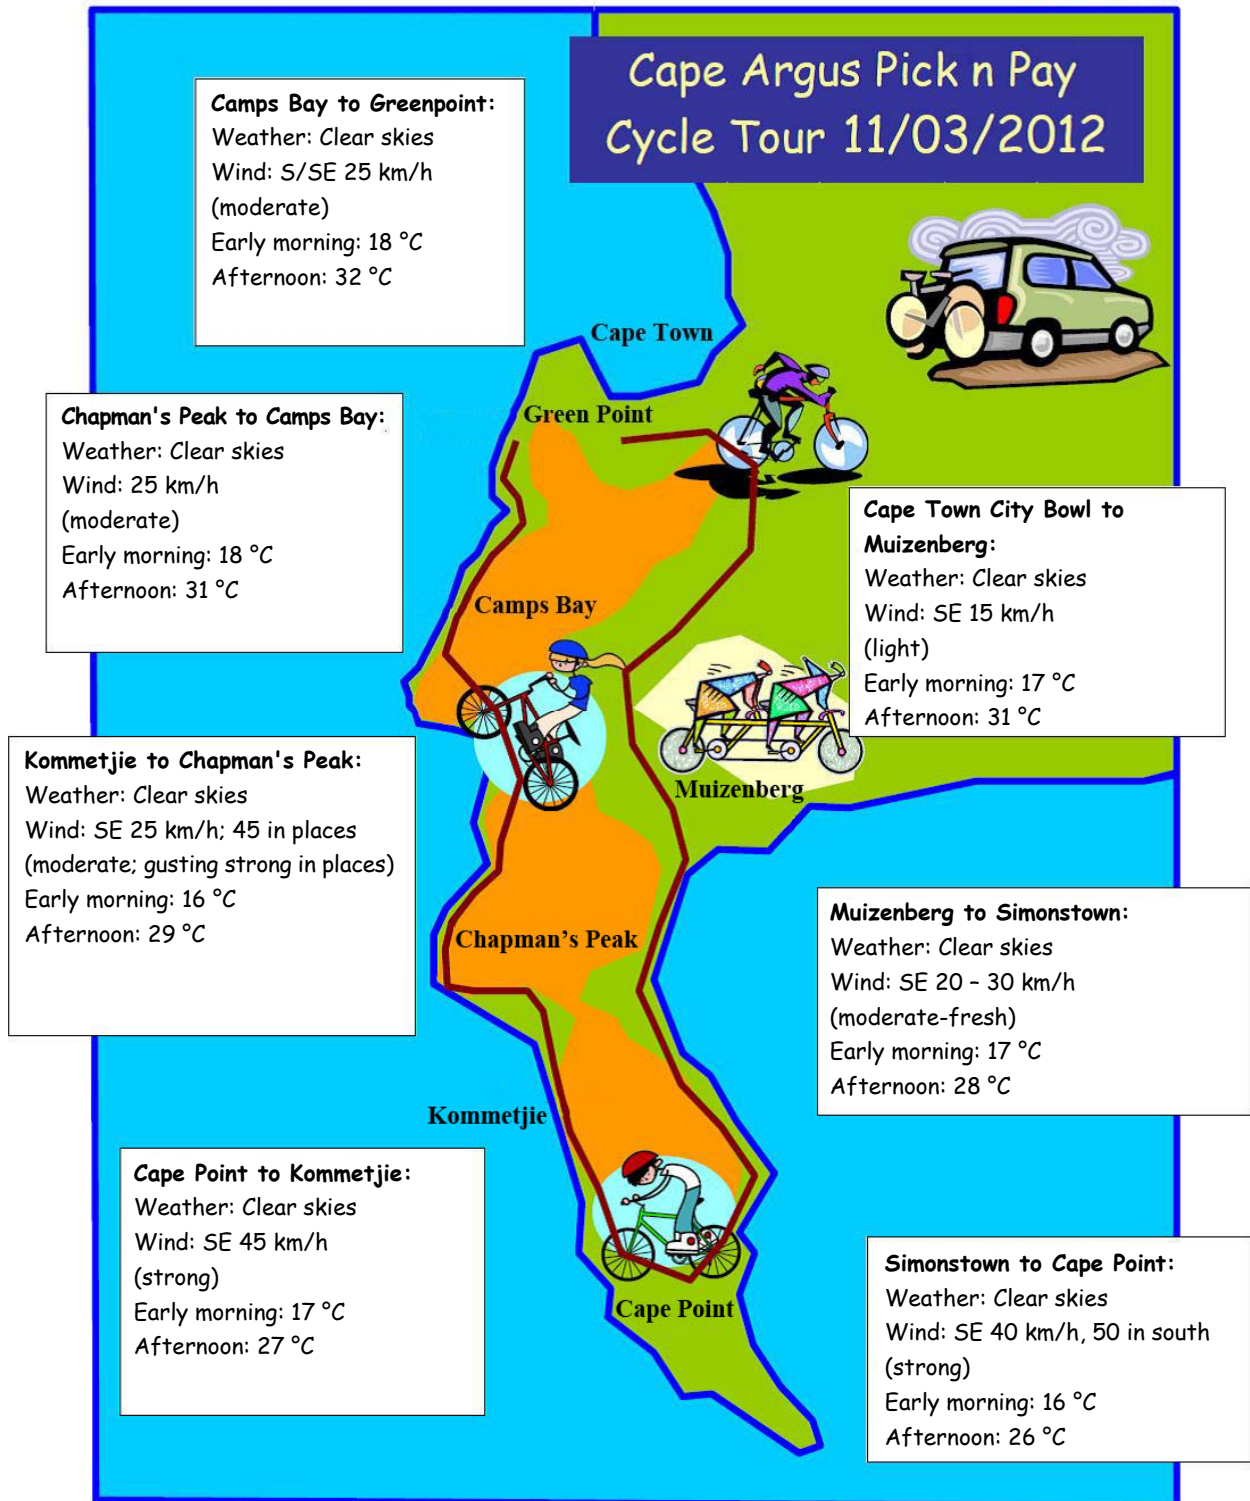 Cape Argus Pick n Pay
Cycle Tour 11/03/2012
Camps Bay to Greenpoint:
Weather: Clear skies
Wind: S/SE 25 km/h
(moderate)
Early morning: 18 °C
Afternoon: 32 °C
Cape Town
Green Point
Chapman's Peak to Camps Bay:
Weather: Clear skies
Wind: 25 km/h
(moderate)
Early morning: 18 °C
Afternoon: 31 °C
Cape Town City Bowl to
Muizenberg:
Weather: Clear skies
Wind: SE 15 km/h
(light)
Early morning: 17 °C
Afternoon: 31 °C
Camps Bay
Muizenberg
Kommetjie to Chapman's Peak:
Weather: Clear skies
Wind: SE 25 km/h; 45 in places
(moderate; gusting strong in places)
Early morning: 16 °C
Afternoon: 29 °C
Chapman’s Peak
Muizenberg to Simonstown:
Weather: Clear skies
Wind: SE 20 – 30 km/h
(moderate-fresh)
Early morning: 17 °C
Afternoon: 28 °C
Kommetjie
Cape Point to Kommetjie:
Weather: Clear skies
Wind: SE 45 km/h
(strong)
Early morning: 17 °C
Afternoon: 27 °C
Cape Point
Simonstown to Cape Point:
Weather: Clear skies
Wind: SE 40 km/h, 50 in south
(strong)
Early morning: 16 °C
Afternoon: 26 °C